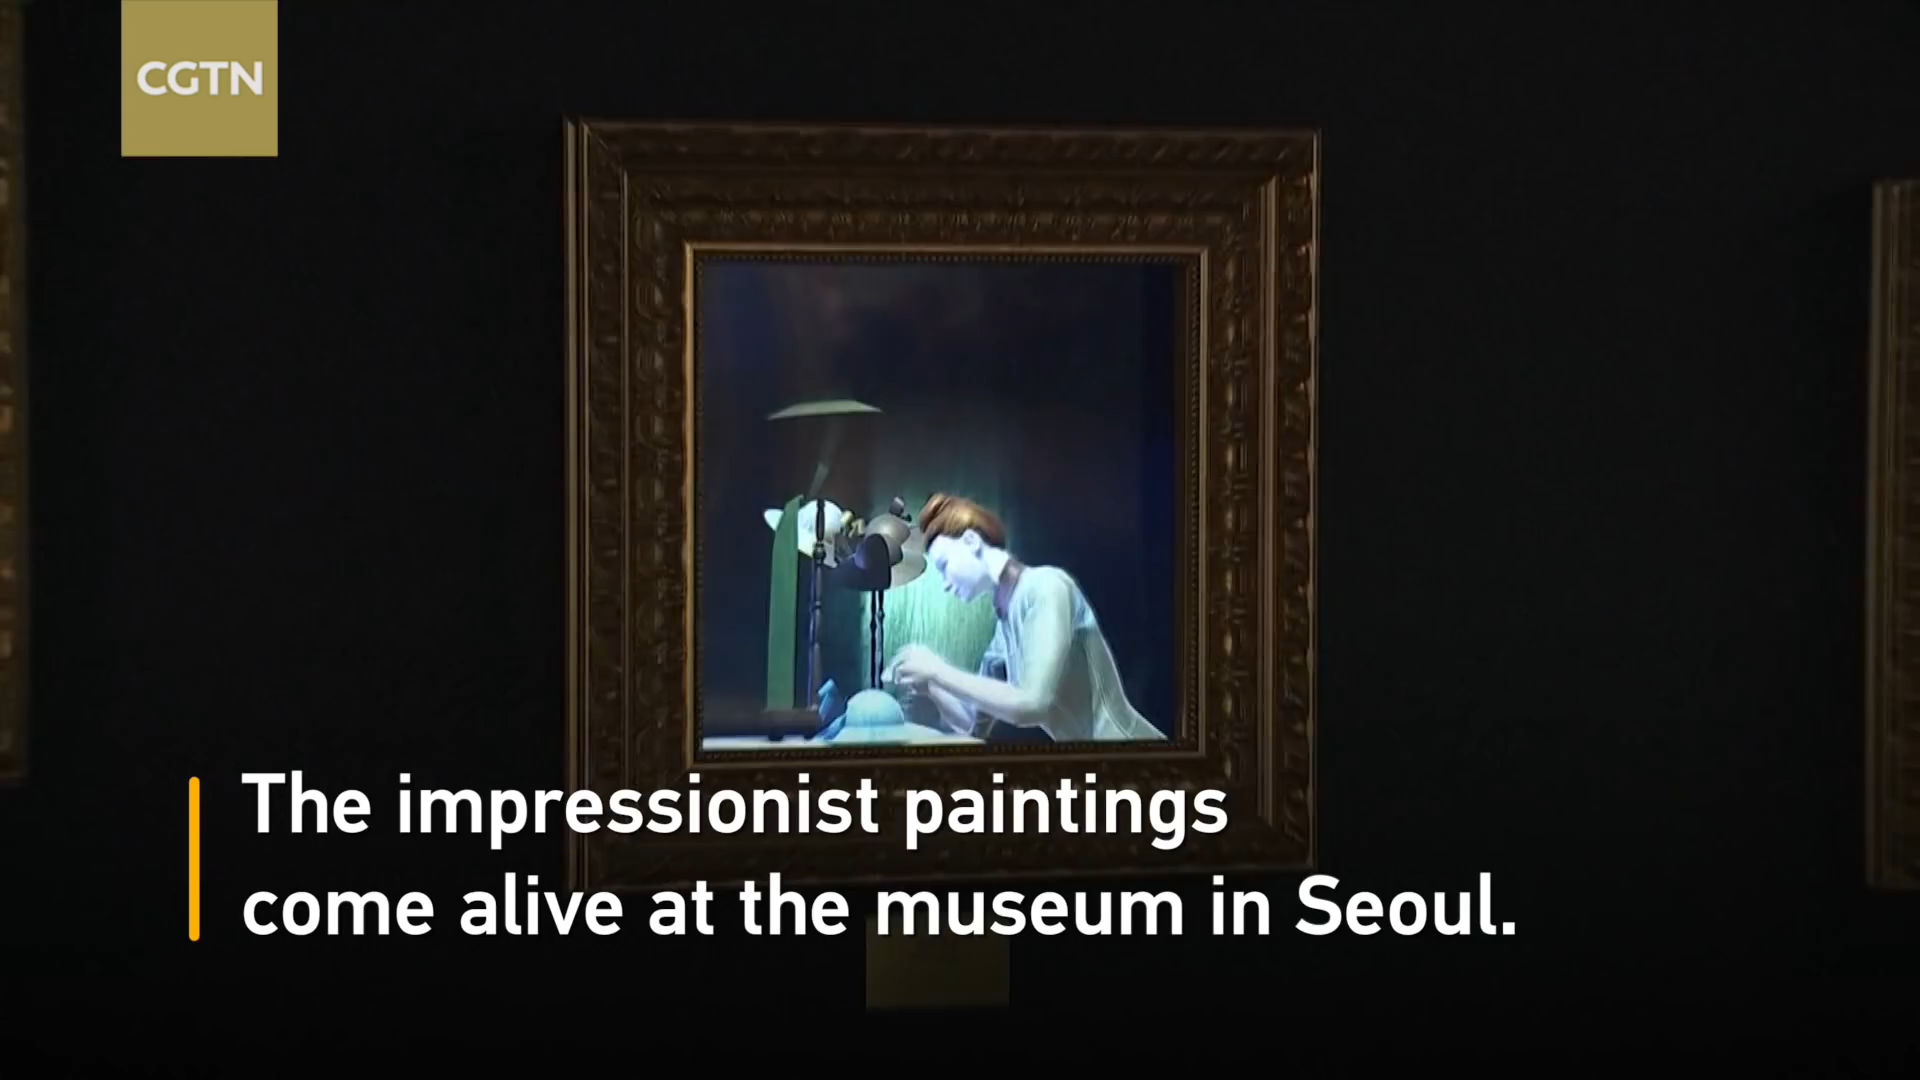 CGTN
The impressionist paintings
come alive at the museum in Seoul.